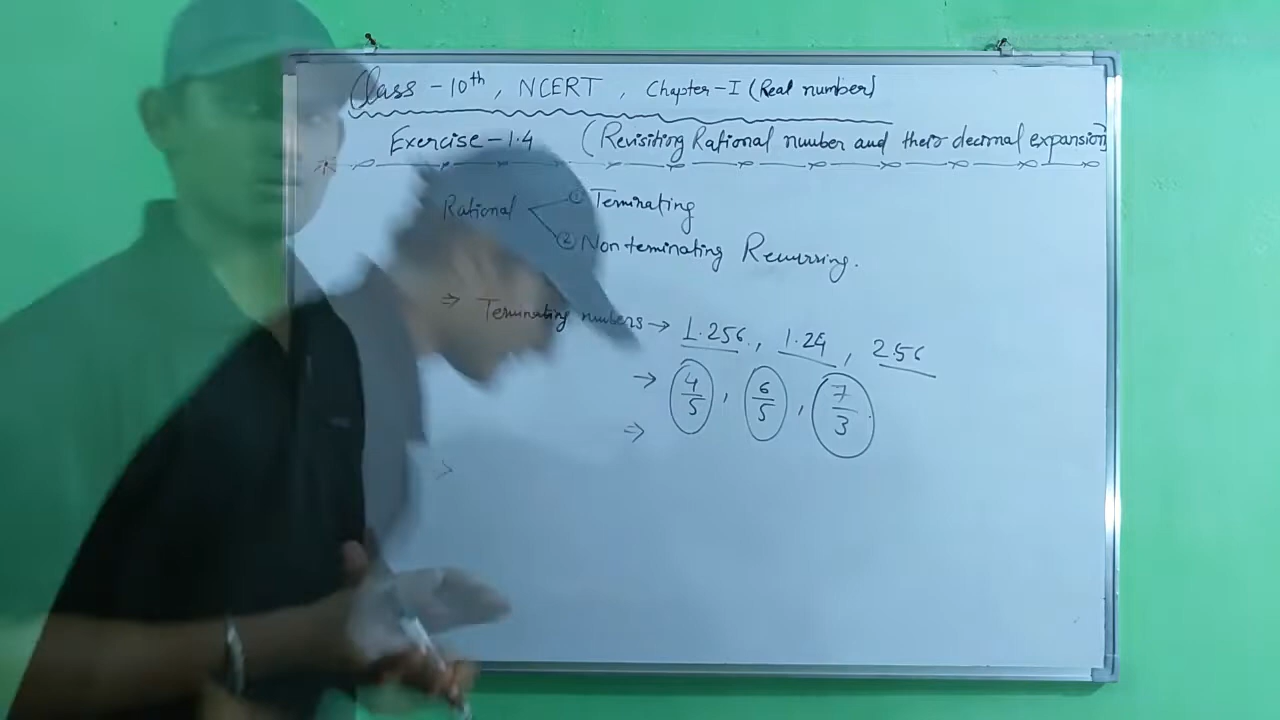 Class - 10th, NCERT, Chapter-I (Real number)
Exercise-1.4 (Revisiting Rational number and their decimal expansion
Rational ① Terminating
② Non terminating Recurring.
⇒ Terminating numbers → 1.256, 1.24, 2.56
→ 4/5, 6/5, 7/3
⇒